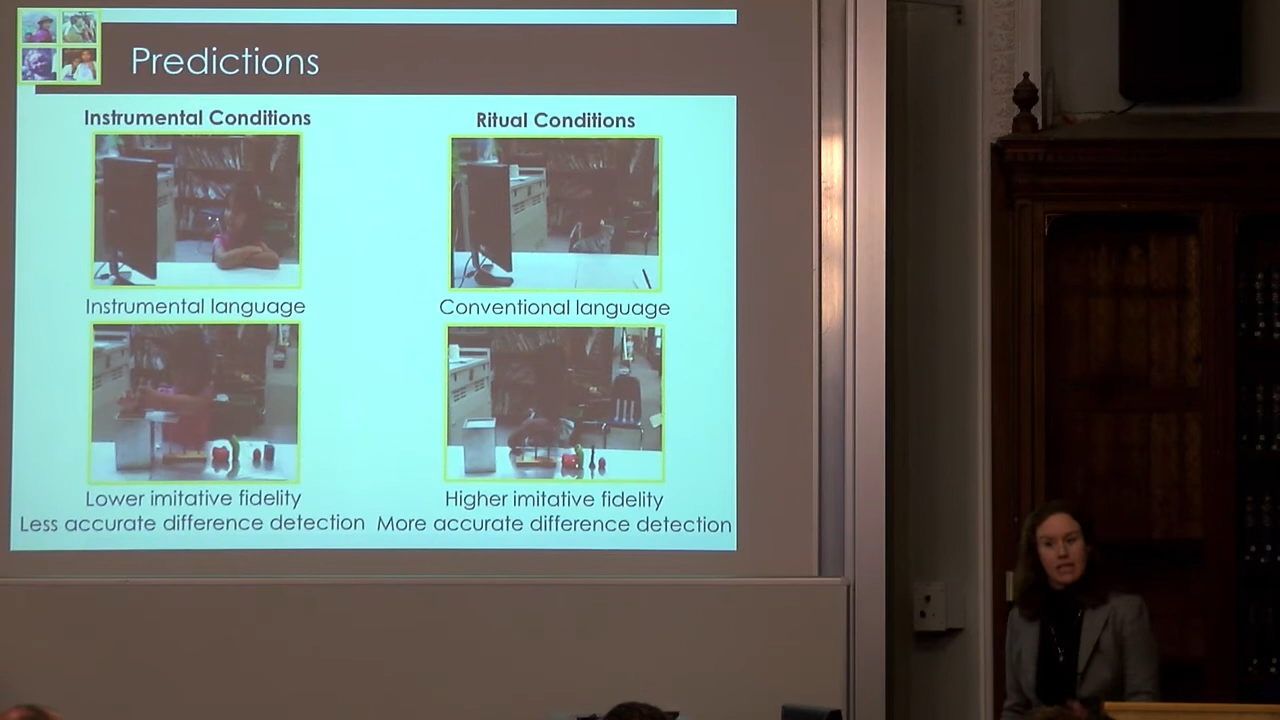 Predictions
Instrumental Conditions
Ritual Conditions
Instrumental language
Conventional language
Lower imitative fidelity
Less accurate difference detection
Higher imitative fidelity
More accurate difference detection